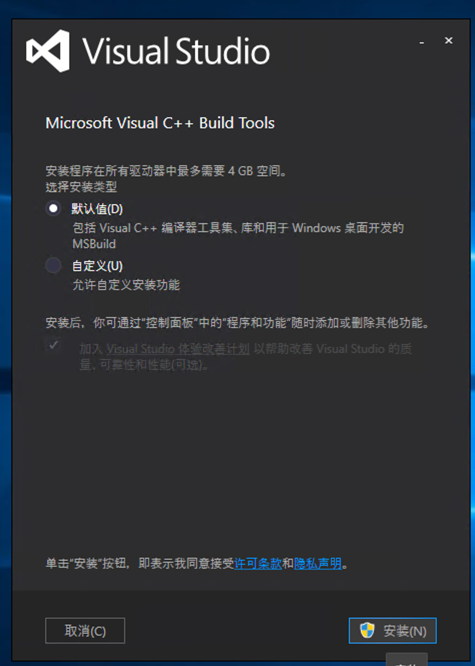 Visual Studio
Microsoft Visual C++ Build Tools
安装程序在所有驱动器中最多需要 4 GB 空间。
选择安装类型
默认值(D)
包括 Visual C++ 编译器工具集、库和用于 Windows 桌面开发的
MSBuild
自定义(U)
允许自定义安装功能
安装后，你可通过"控制面板"中的"程序和功能"随时添加或删除其他功能。
加入 Visual Studio 体验改善计划 以帮助改善 Visual Studio 的质
量、可靠性和性能(可选)。
单击"安装"按钮，即表示我同意接受许可条款和隐私声明。
取消(C)
安装(N)